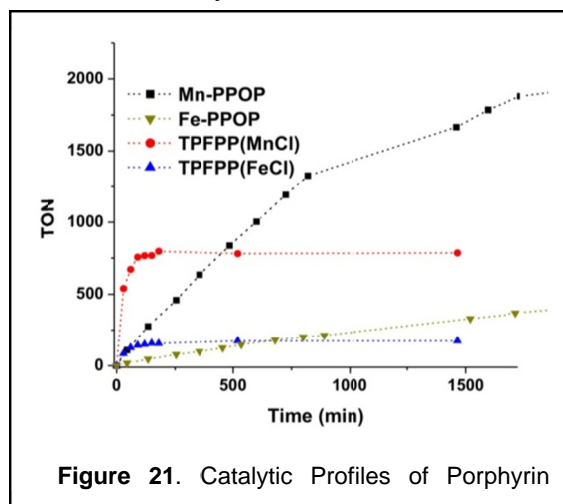 2000
1500
1000
500
0
TON
Mn-PPOP
Fe-PPOP
TPFPP(MnCl)
TPFPP(FeCl)
0 500 1000 1500
Time (min)
Figure 21. Catalytic Profiles of Porphyrin